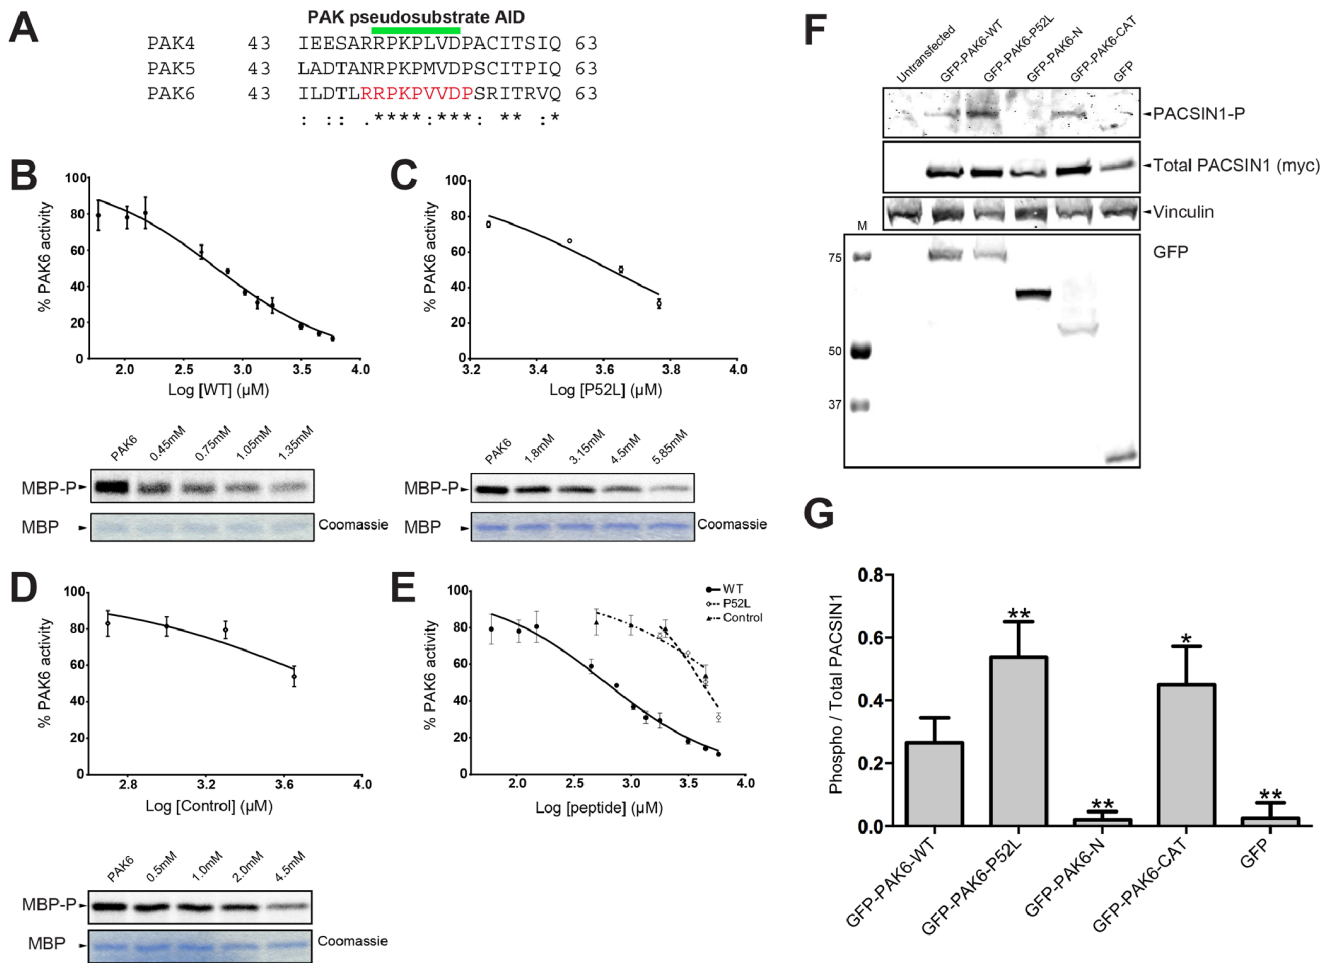 A
PAK pseudosubstrate AID
PAK4 43 IEESARRPKPLVDPACITSIQ 63
PAK5 43 LADTANRPKPMVDPSCITPIQ 63
PAK6 43 ILDTLRRPKPVVDPSRITRVQ 63
: :: .****:***: ** :*
B
% PAK6 activity
100
80
60
40
20
0
2.0 2.5 3.0 3.5 4.0
Log [WT] (µM)
PAK6 0.45mM 0.75mM 1.05mM 1.35mM
MBP-P
MBP Coomassie
C
% PAK6 activity
100
80
60
40
20
0
3.2 3.4 3.6 3.8 4.0
Log [P52L] (µM)
PAK6 1.8mM 3.15mM 4.5mM 5.85mM
MBP-P
MBP Coomassie
D
% PAK6 activity
100
80
60
40
20
0
2.8 3.2 3.6 4.0
Log [Control] (µM)
PAK6 0.5mM 1.0mM 2.0mM 4.5mM
MBP-P
MBP Coomassie
E
% PAK6 activity
100
80
60
40
20
0
2.0 2.5 3.0 3.5 4.0
Log [peptide] (µM)
WT
P52L
Control
F
Untransfected GFP-PAK6-WT GFP-PAK6-P52L GFP-PAK6-N GFP-PAK6-CAT GFP
PACSIN1-P
Total PACSIN1 (myc)
Vinculin
M
GFP
75
50
37
G
Phospho / Total PACSIN1
0.8
0.6
0.4
0.2
0.0
** ** * **
GFP-PAK6-WT GFP-PAK6-P52L GFP-PAK6-N GFP-PAK6-CAT GFP